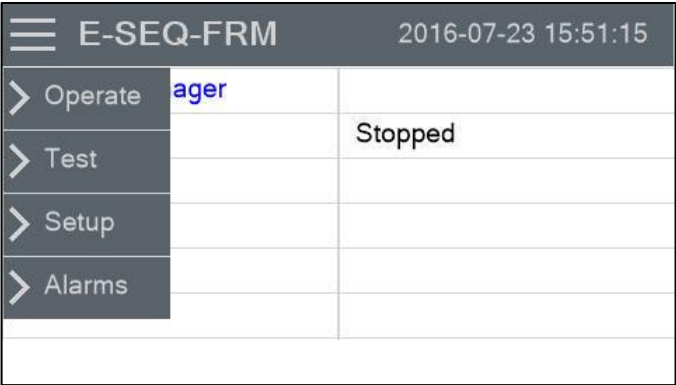 E-SEQ-FRM 2016-07-23 15:51:15
Operate ager
Stopped
Test
Setup
Alarms